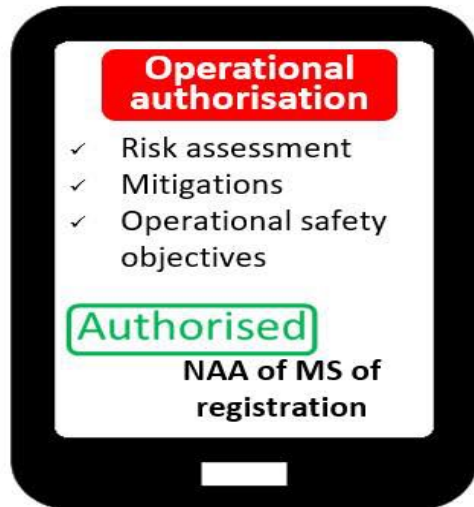 Operational
authorisation
✓ Risk assessment
✓ Mitigations
✓ Operational safety
objectives
Authorised
NAA of MS of
registration